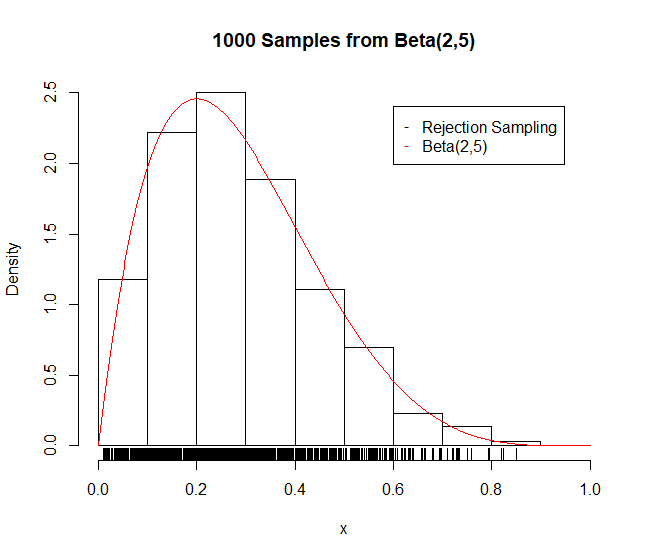 1000 Samples from Beta(2,5)
Rejection Sampling
Beta(2,5)
Density
2.5
2.0
1.5
1.0
0.5
0.0
0.0 0.2 0.4 0.6 0.8 1.0
x